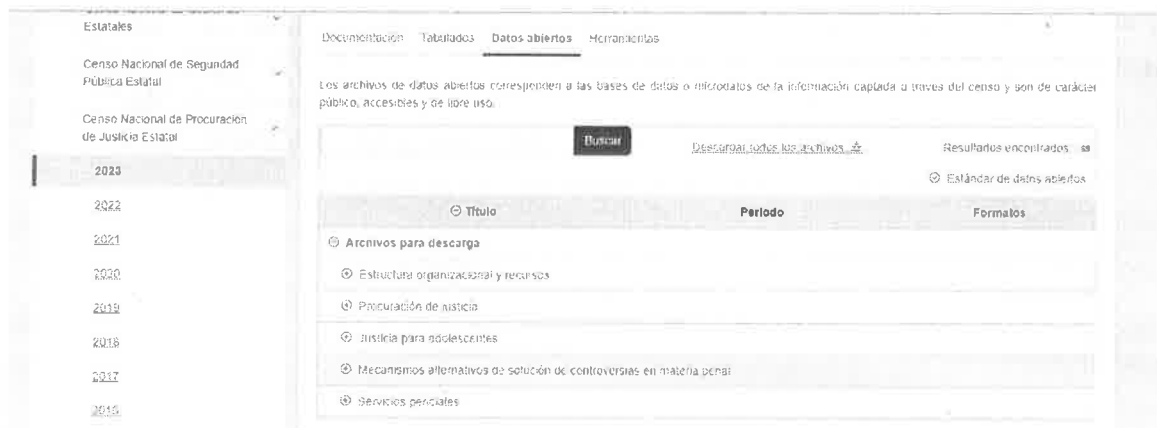 Estatales
Censo Nacional de Seguridad
Pública Estatal
Censo Nacional de Procuración
de Justicia Estatal
2023
2022
2021
2020
2019
2018
2017
Documentación Tabulados Datos abiertos Herramientas
Los archivos de datos abiertos corresponden a las bases de datos o microdatos de la información captada a través del censo y son de carácter
público, accesibles y de libre uso.
Buscar
Descargar todos los archivos
Resultados encontrados
Estándar de datos abiertos
Título Periodo Formatos
Archivos para descarga
Estructura organizacional y recursos
Procuración de justicia
Justicia para adolescentes
Mecanismos alternativos de solución de controversias en materia penal
Servicios periciales